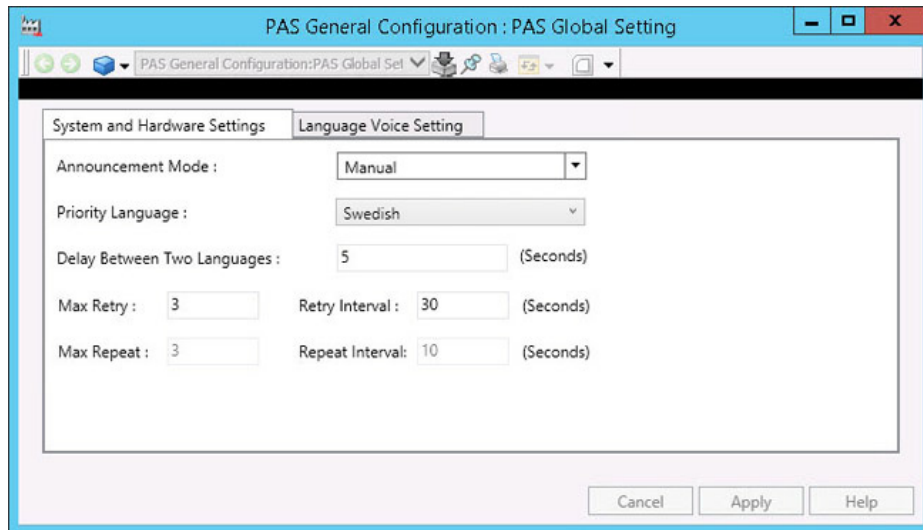 PAS General Configuration : PAS Global Setting
PAS General Configuration:PAS Global Set
System and Hardware Settings
Language Voice Setting
Announcement Mode : Manual
Priority Language : Swedish
Delay Between Two Languages : 5 (Seconds)
Max Retry : 3 Retry Interval : 30 (Seconds)
Max Repeat : 3 Repeat Interval: 10 (Seconds)
Cancel Apply Help